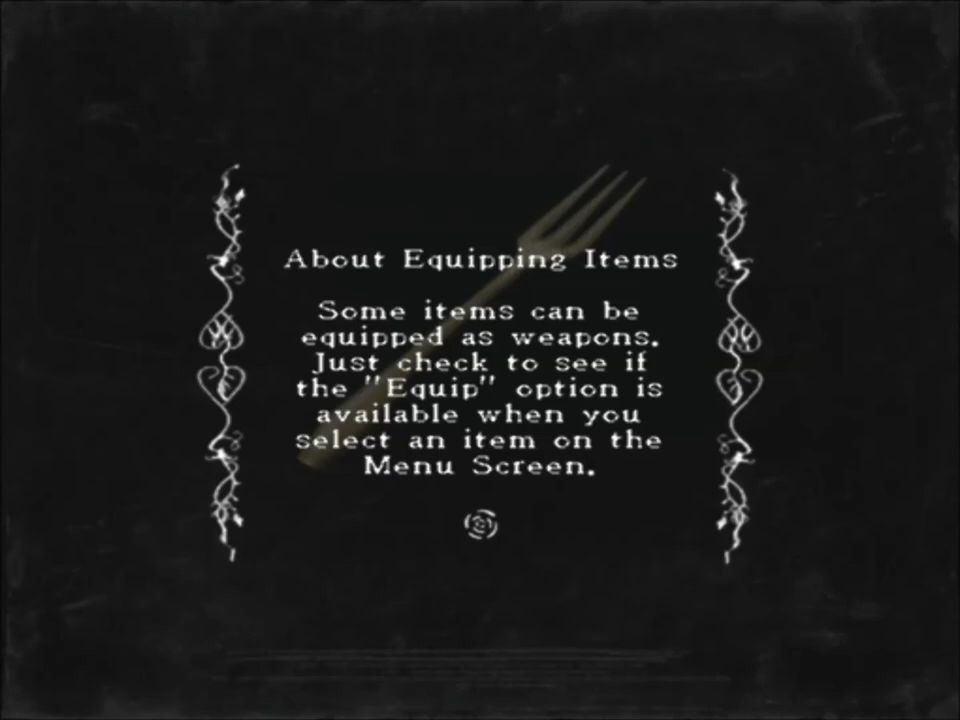 About Equipping Items
Some items can be
equipped as weapons.
Just check to see if
the "Equip" option is
available when you
select an item on the
Menu Screen.